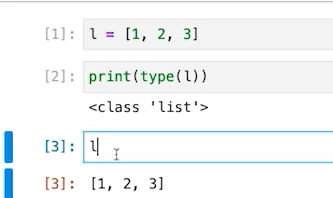 [1]: l = [1, 2, 3]
[2]: print(type(l))
<class 'list'>
[3]: l
[3]: [1, 2, 3]